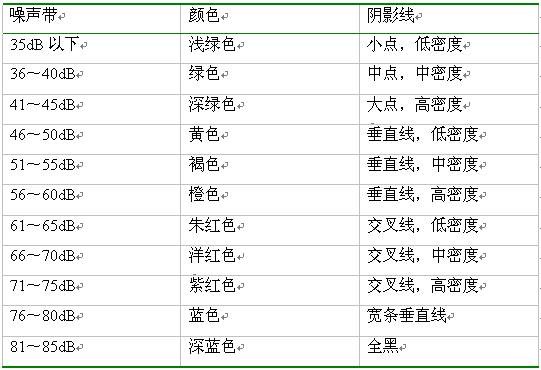 噪声带 颜色 阴影线
35dB 以下 浅绿色 小点，低密度
36～40dB 绿色 中点，中密度
41～45dB 深绿色 大点，高密度
46～50dB 黄色 垂直线，低密度
51～55dB 褐色 垂直线，中密度
56～60dB 橙色 垂直线，高密度
61～65dB 朱红色 交叉线，低密度
66～70dB 洋红色 交叉线，中密度
71～75dB 紫红色 交叉线，高密度
76～80dB 蓝色 宽条垂直线
81～85dB 深蓝色 全黑